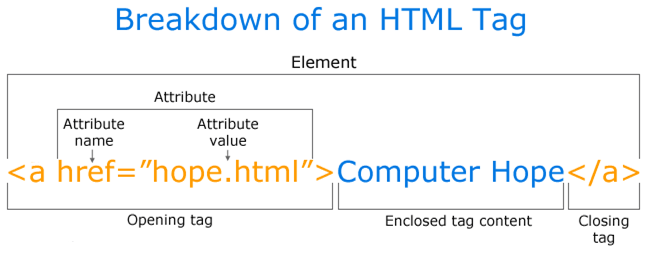 Breakdown of an HTML Tag
Element
Attribute
Attribute name
Attribute value
<a href=”hope.html”>Computer Hope</a>
Opening tag
Enclosed tag content
Closing tag